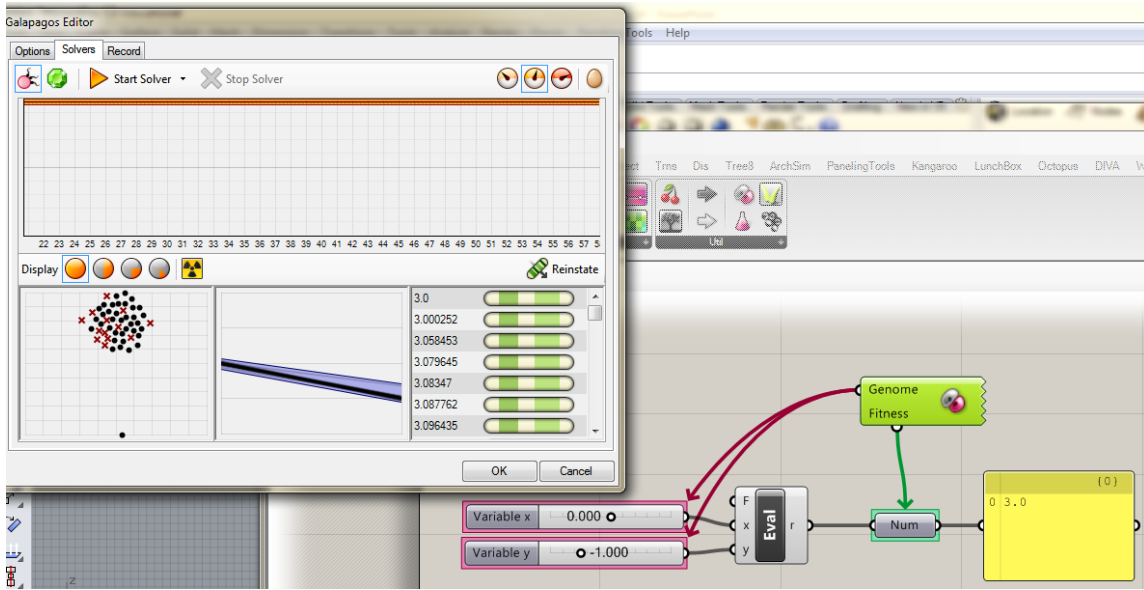 Galapagos Editor
Options Solvers Record
Start Solver Stop Solver
22 23 24 25 26 27 28 29 30 31 32 33 34 35 36 37 38 39 40 41 42 43 44 45 46 47 48 49 50 51 52 53 54 55 56 57 5
Display Reinstate
3.0
3.000252
3.058453
3.079645
3.08347
3.087762
3.096435
OK Cancel
Tools Help
ect Trns Dis Tree8 ArchSim PanelingTools Kangaroo LunchBox Octopus DIVA W
Util
Genome
Fitness
Variable x 0.000
Variable y -1.000
F
x
y
Eval
r
Num
{0}
0 3.0
z